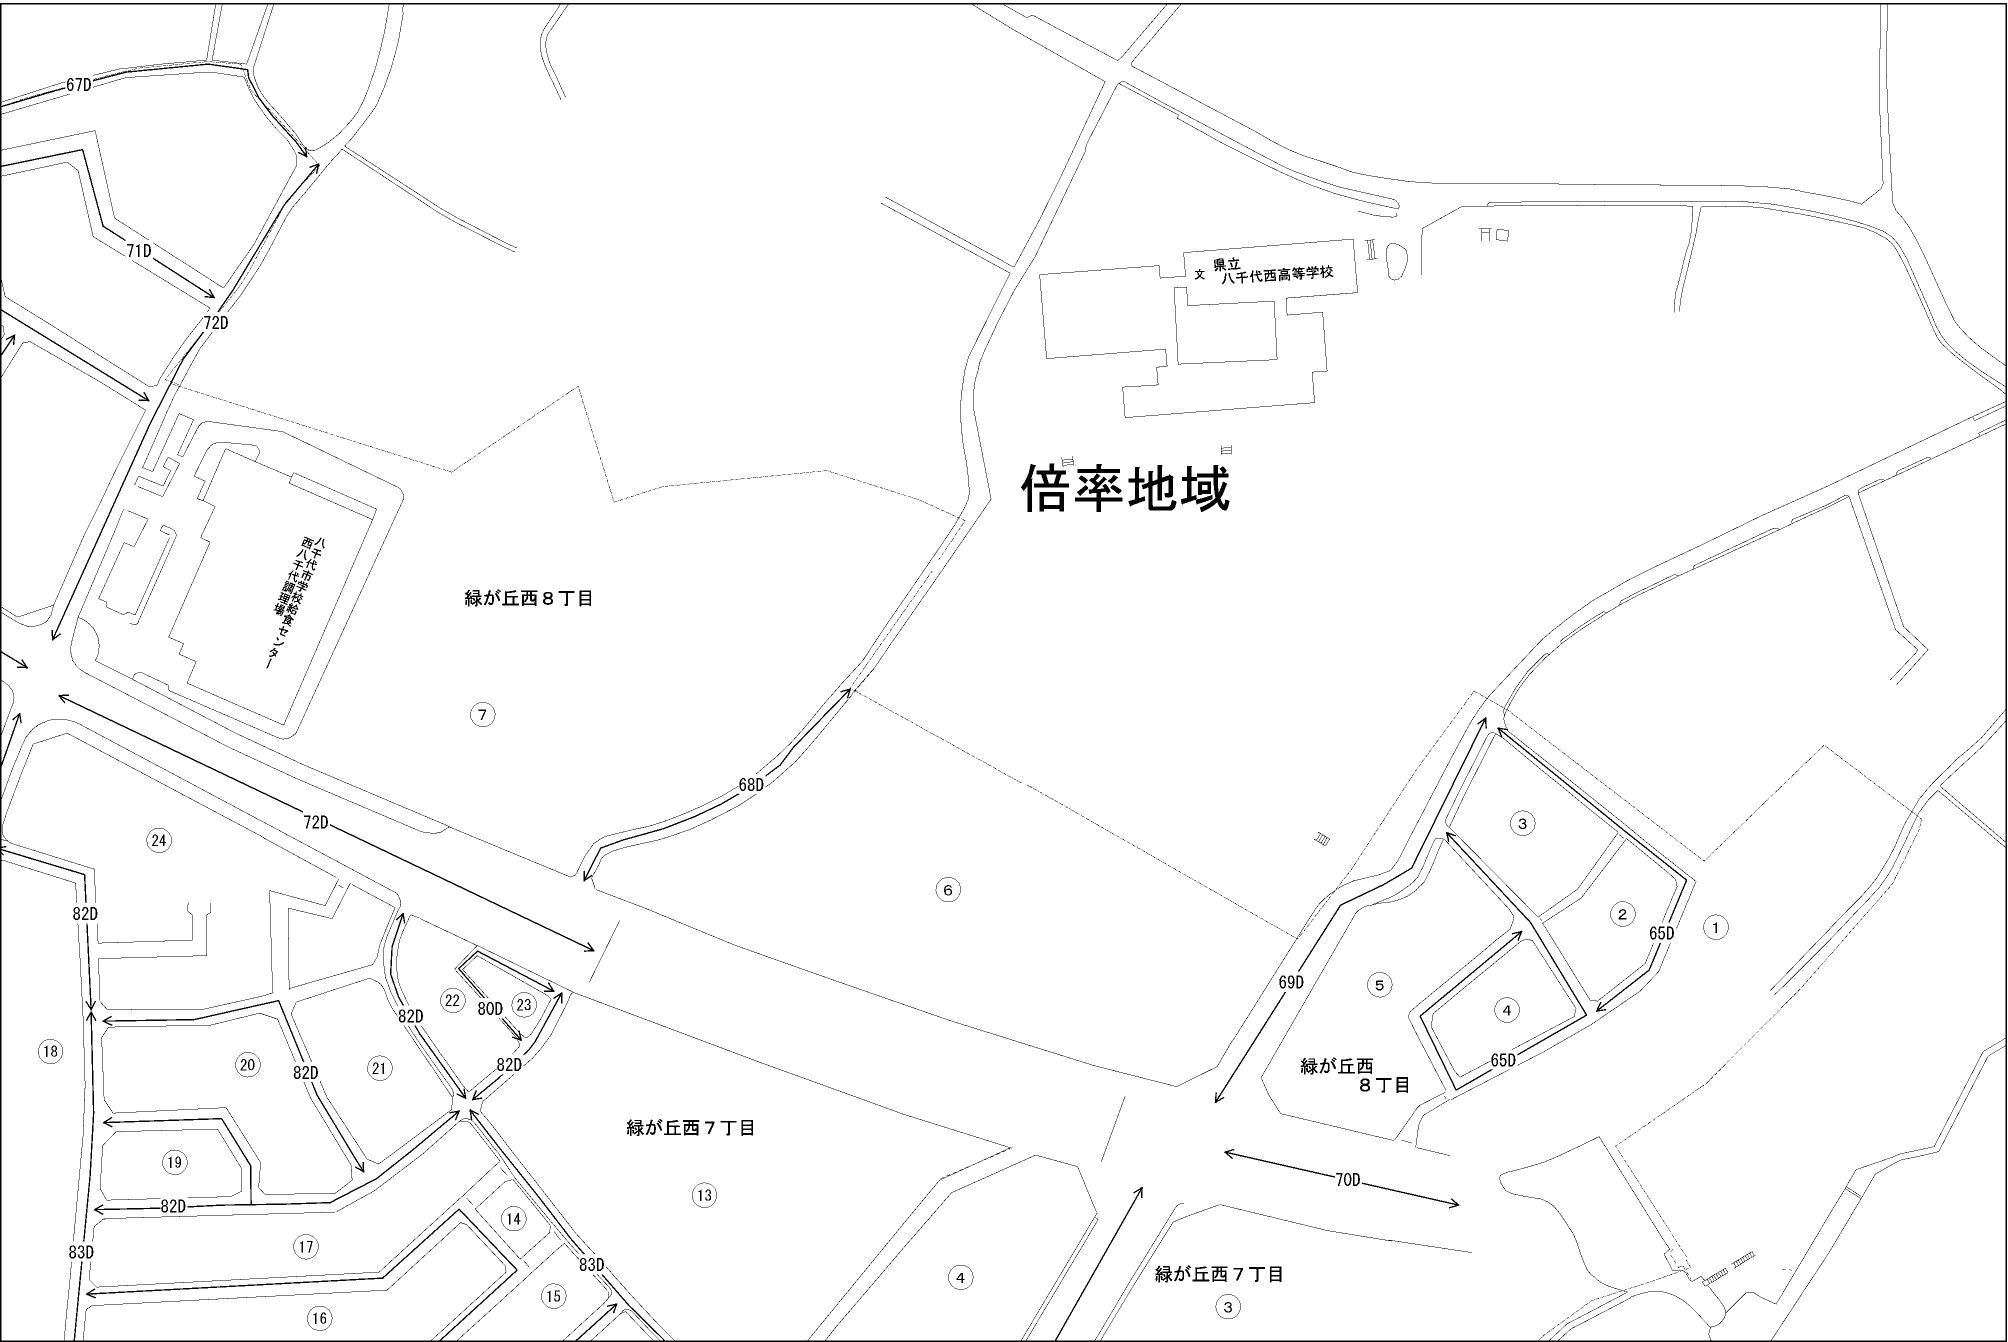 67D
71D
72D
文 県立
八千代西高等学校
倍率地域
八千代市学校給食センター
西八千代調理場
緑が丘西８丁目
7
68D
72D
24
3
6
2
1
65D
82D
69D
5
22
23
80D
4
82D
18
20
21
82D
82D
65D
緑が丘西
８丁目
緑が丘西７丁目
19
70D
13
82D
14
17
83D
83D
4
緑が丘西７丁目
15
3
16